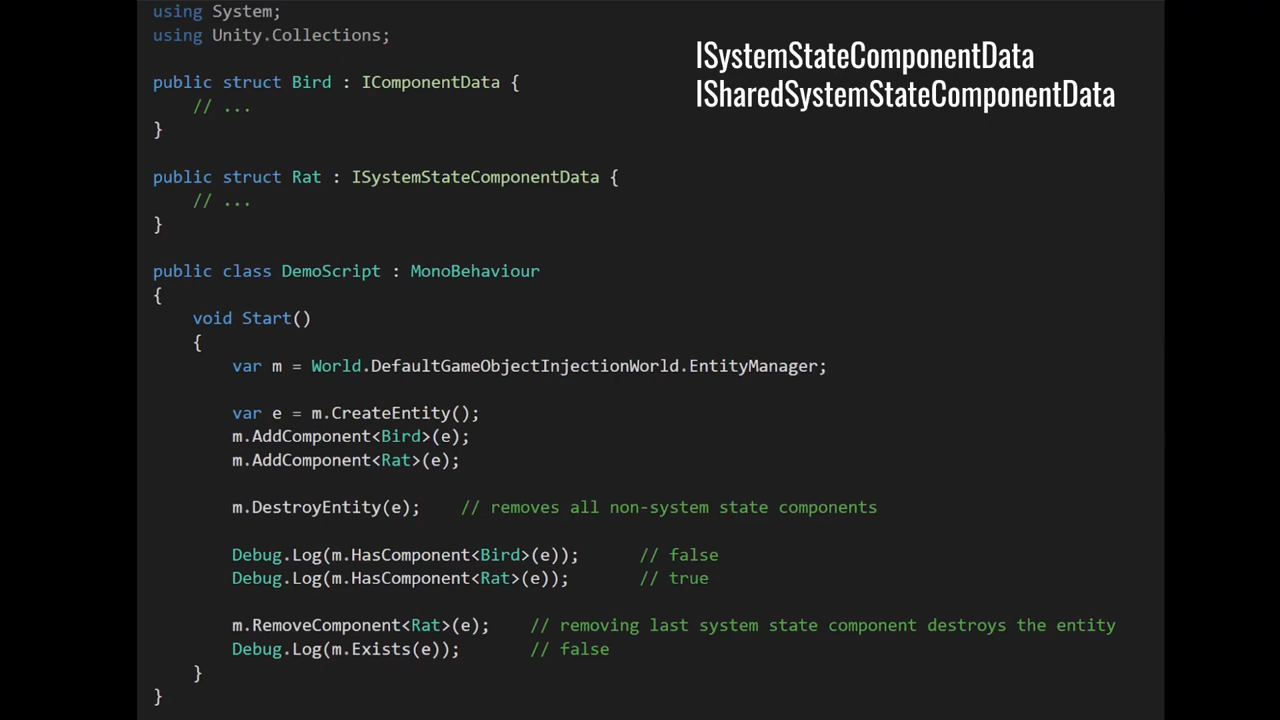 using System;
using Unity.Collections;
ISystemStateComponentData
ISharedSystemStateComponentData
public struct Bird : IComponentData {
    // ...
}
public struct Rat : ISystemStateComponentData {
    // ...
}
public class DemoScript : MonoBehaviour
{
    void Start()
    {
        var m = World.DefaultGameObjectInjectionWorld.EntityManager;
        var e = m.CreateEntity();
        m.AddComponent<Bird>(e);
        m.AddComponent<Rat>(e);
        m.DestroyEntity(e);    // removes all non-system state components
        Debug.Log(m.HasComponent<Bird>(e));      // false
        Debug.Log(m.HasComponent<Rat>(e));       // true
        m.RemoveComponent<Rat>(e);    // removing last system state component destroys the entity
        Debug.Log(m.Exists(e));       // false
    }
}